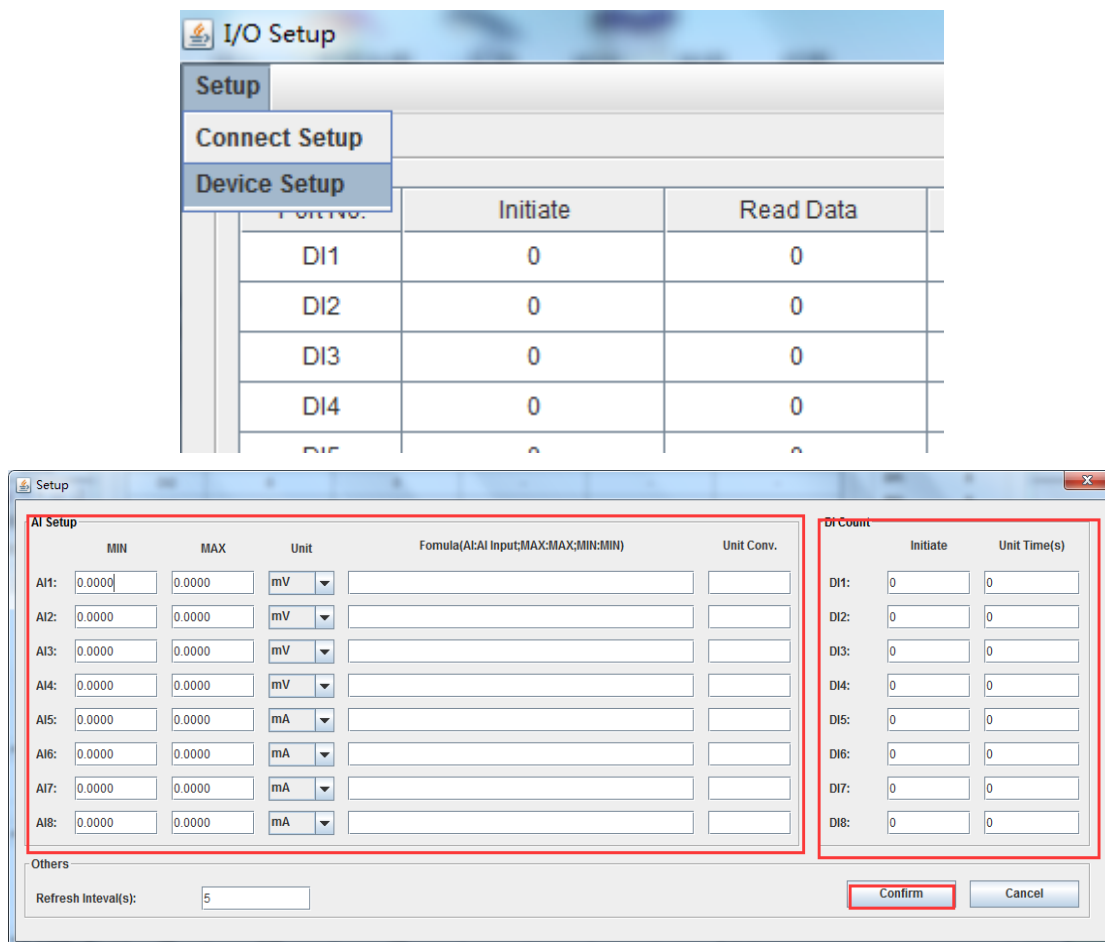 I/O Setup
Setup
Connect Setup
Device Setup
Port No. Initiate Read Data
DI1 0 0
DI2 0 0
DI3 0 0
DI4 0 0
DI5 0 0
Setup
AI Setup
MIN MAX Unit Fomula(AI:AI Input;MAX:MAX;MIN:MIN) Unit Conv.
AI1: 0.0000 0.0000 mV
AI2: 0.0000 0.0000 mV
AI3: 0.0000 0.0000 mV
AI4: 0.0000 0.0000 mV
AI5: 0.0000 0.0000 mA
AI6: 0.0000 0.0000 mA
AI7: 0.0000 0.0000 mA
AI8: 0.0000 0.0000 mA
DI Count
Initiate Unit Time(s)
DI1: 0 0
DI2: 0 0
DI3: 0 0
DI4: 0 0
DI5: 0 0
DI6: 0 0
DI7: 0 0
DI8: 0 0
Others
Refresh Inteval(s): 5
Confirm Cancel